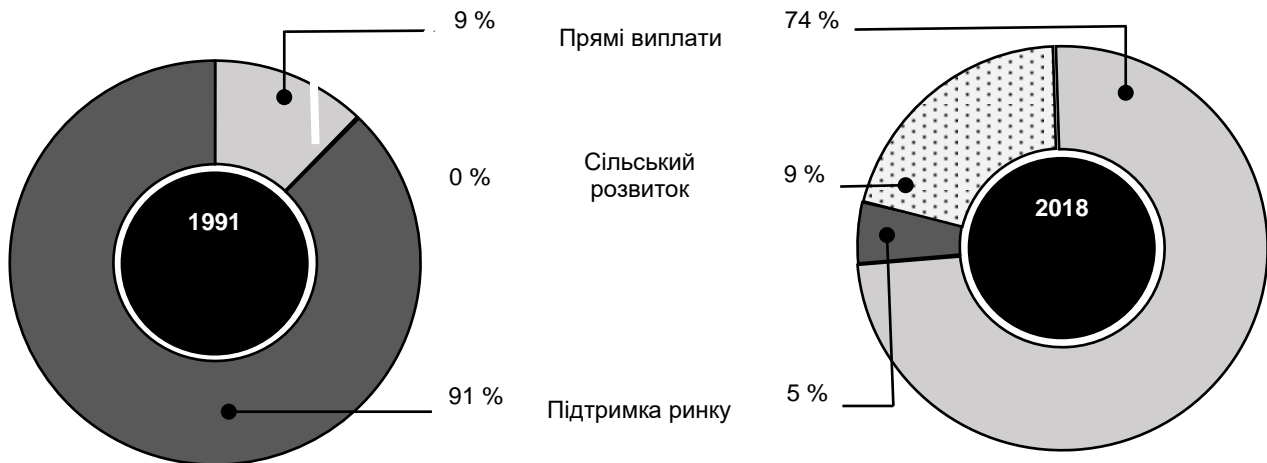 9 %
Прямі виплати
74 %
0 %
Сільський
розвиток
9 %
1991
2018
91 %
Підтримка ринку
5 %